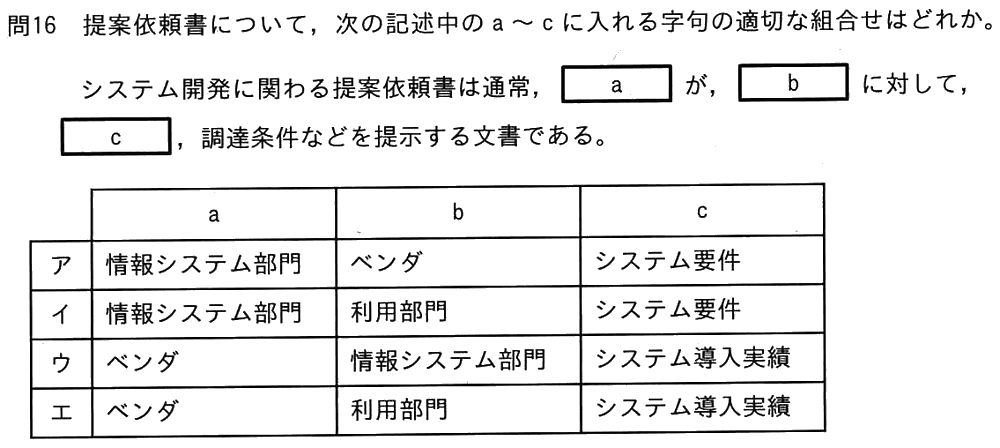 問16 提案依頼書について，次の記述中のa～cに入れる字句の適切な組合せはどれか。
システム開発に関わる提案依頼書は通常， a が， b に対して，
c ，調達条件などを提示する文書である。
a b c
ア 情報システム部門 ベンダ システム要件
イ 情報システム部門 利用部門 システム要件
ウ ベンダ 情報システム部門 システム導入実績
エ ベンダ 利用部門 システム導入実績